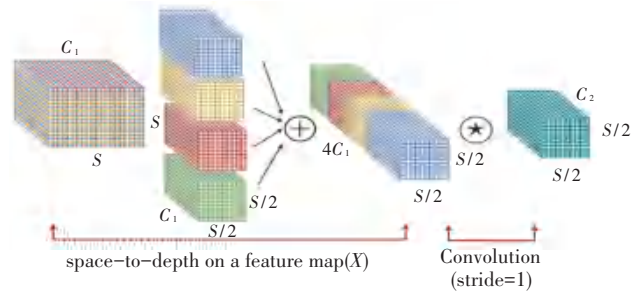 C₁
S
S
C₁
S/2
S/2
4C₁
S/2
S/2
C₂
S/2
S/2
space-to-depth on a feature map(X)
Convolution
(stride=1)